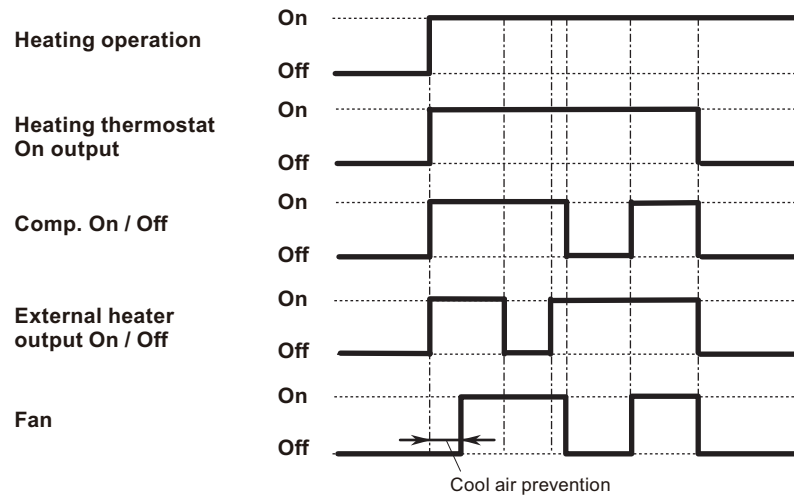 On
Heating operation
Off
On
Heating thermostat
On output
Off
On
Comp. On / Off
Off
On
External heater
output On / Off
Off
On
Fan
Off
Cool air prevention